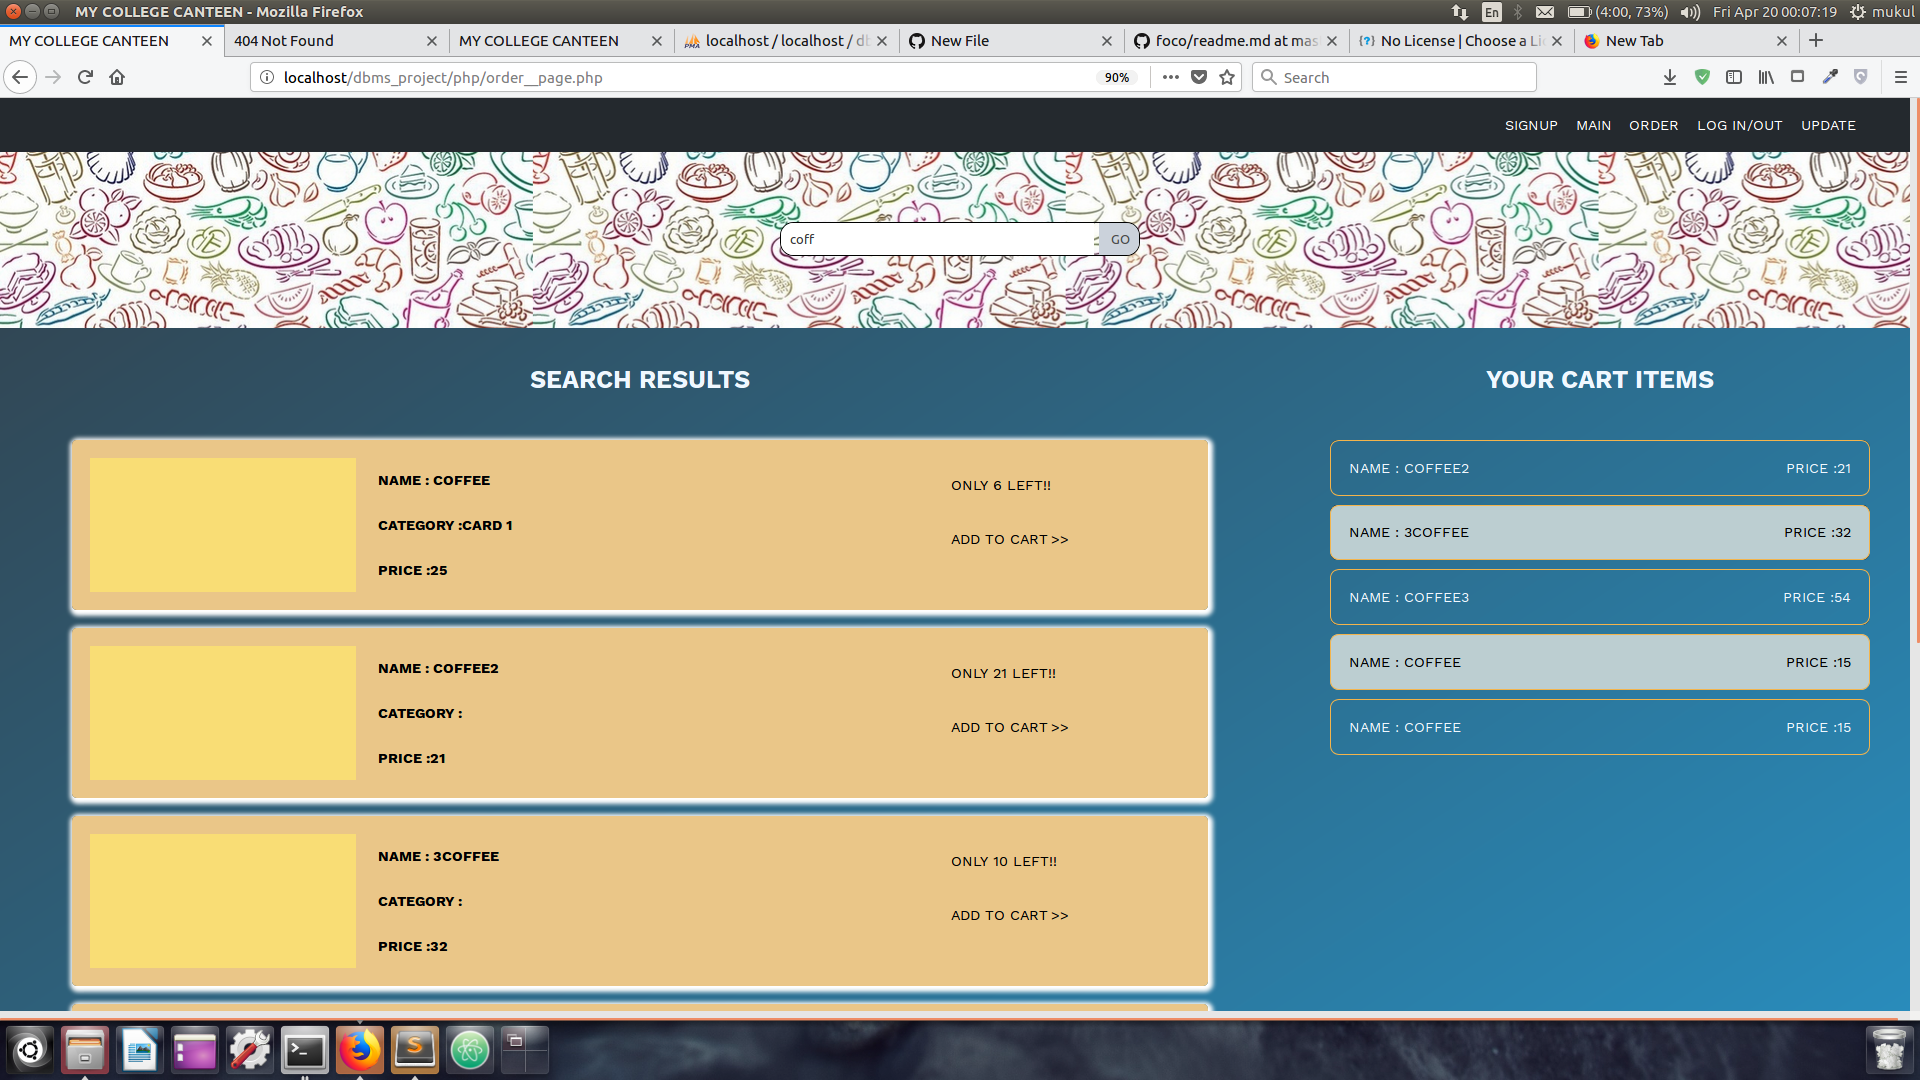 MY COLLEGE CANTEEN - Mozilla Firefox
En (4:00, 73%) Fri Apr 20 00:07:19 mukul
MY COLLEGE CANTEEN
404 Not Found
MY COLLEGE CANTEEN
localhost / localhost / db
New File
foco/readme.md at mas
No License | Choose a Lic
New Tab
localhost/dbms_project/php/order__page.php
90%
Search
SIGNUP MAIN ORDER LOG IN/OUT UPDATE
coff GO
SEARCH RESULTS
NAME : COFFEE
CATEGORY :CARD 1
PRICE :25
ONLY 6 LEFT!!
ADD TO CART >>
NAME : COFFEE2
CATEGORY :
PRICE :21
ONLY 21 LEFT!!
ADD TO CART >>
NAME : 3COFFEE
CATEGORY :
PRICE :32
ONLY 10 LEFT!!
ADD TO CART >>
YOUR CART ITEMS
NAME : COFFEE2 PRICE :21
NAME : 3COFFEE PRICE :32
NAME : COFFEE3 PRICE :54
NAME : COFFEE PRICE :15
NAME : COFFEE PRICE :15